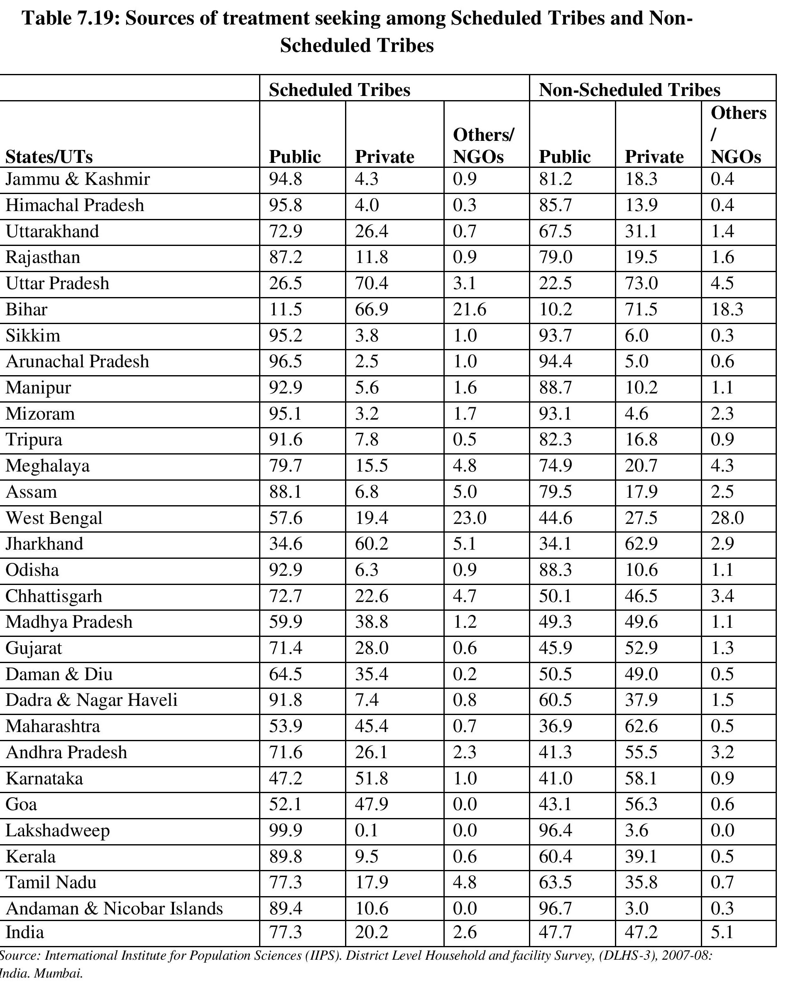 Table 7.19: Sources of treatment seeking among Scheduled Tribes and Non-
Scheduled Tribes
Scheduled Tribes Non-Scheduled Tribes
States/UTs Public Private Others/ NGOs Public Private Others / NGOs
Jammu & Kashmir 94.8 4.3 0.9 81.2 18.3 0.4
Himachal Pradesh 95.8 4.0 0.3 85.7 13.9 0.4
Uttarakhand 72.9 26.4 0.7 67.5 31.1 1.4
Rajasthan 87.2 11.8 0.9 79.0 19.5 1.6
Uttar Pradesh 26.5 70.4 3.1 22.5 73.0 4.5
Bihar 11.5 66.9 21.6 10.2 71.5 18.3
Sikkim 95.2 3.8 1.0 93.7 6.0 0.3
Arunachal Pradesh 96.5 2.5 1.0 94.4 5.0 0.6
Manipur 92.9 5.6 1.6 88.7 10.2 1.1
Mizoram 95.1 3.2 1.7 93.1 4.6 2.3
Tripura 91.6 7.8 0.5 82.3 16.8 0.9
Meghalaya 79.7 15.5 4.8 74.9 20.7 4.3
Assam 88.1 6.8 5.0 79.5 17.9 2.5
West Bengal 57.6 19.4 23.0 44.6 27.5 28.0
Jharkhand 34.6 60.2 5.1 34.1 62.9 2.9
Odisha 92.9 6.3 0.9 88.3 10.6 1.1
Chhattisgarh 72.7 22.6 4.7 50.1 46.5 3.4
Madhya Pradesh 59.9 38.8 1.2 49.3 49.6 1.1
Gujarat 71.4 28.0 0.6 45.9 52.9 1.3
Daman & Diu 64.5 35.4 0.2 50.5 49.0 0.5
Dadra & Nagar Haveli 91.8 7.4 0.8 60.5 37.9 1.5
Maharashtra 53.9 45.4 0.7 36.9 62.6 0.5
Andhra Pradesh 71.6 26.1 2.3 41.3 55.5 3.2
Karnataka 47.2 51.8 1.0 41.0 58.1 0.9
Goa 52.1 47.9 0.0 43.1 56.3 0.6
Lakshadweep 99.9 0.1 0.0 96.4 3.6 0.0
Kerala 89.8 9.5 0.6 60.4 39.1 0.5
Tamil Nadu 77.3 17.9 4.8 63.5 35.8 0.7
Andaman & Nicobar Islands 89.4 10.6 0.0 96.7 3.0 0.3
India 77.3 20.2 2.6 47.7 47.2 5.1
Source: International Institute for Population Sciences (IIPS). District Level Household and facility Survey, (DLHS-3), 2007-08:
India. Mumbai.